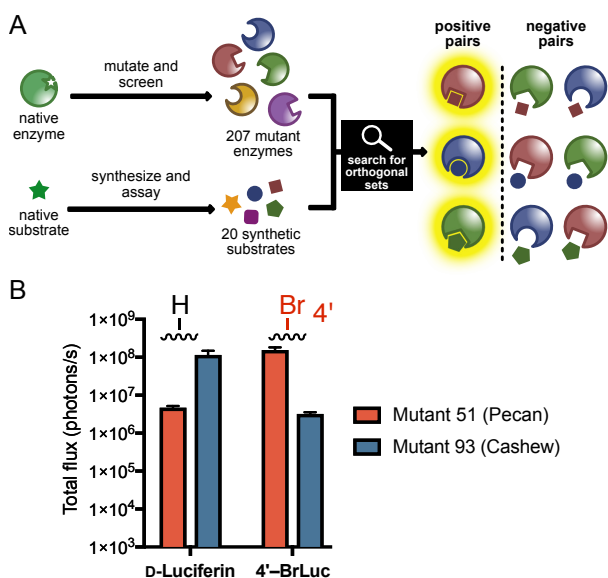 A
native
enzyme
mutate and
screen
207 mutant
enzymes
native
substrate
synthesize and
assay
20 synthetic
substrates
search for
orthogonal
sets
positive
pairs
negative
pairs
B
H
Br 4'
Total flux (photons/s)
1×10⁹
1×10⁸
1×10⁷
1×10⁶
1×10⁵
1×10⁴
1×10³
D-Luciferin
4'–BrLuc
Mutant 51 (Pecan)
Mutant 93 (Cashew)